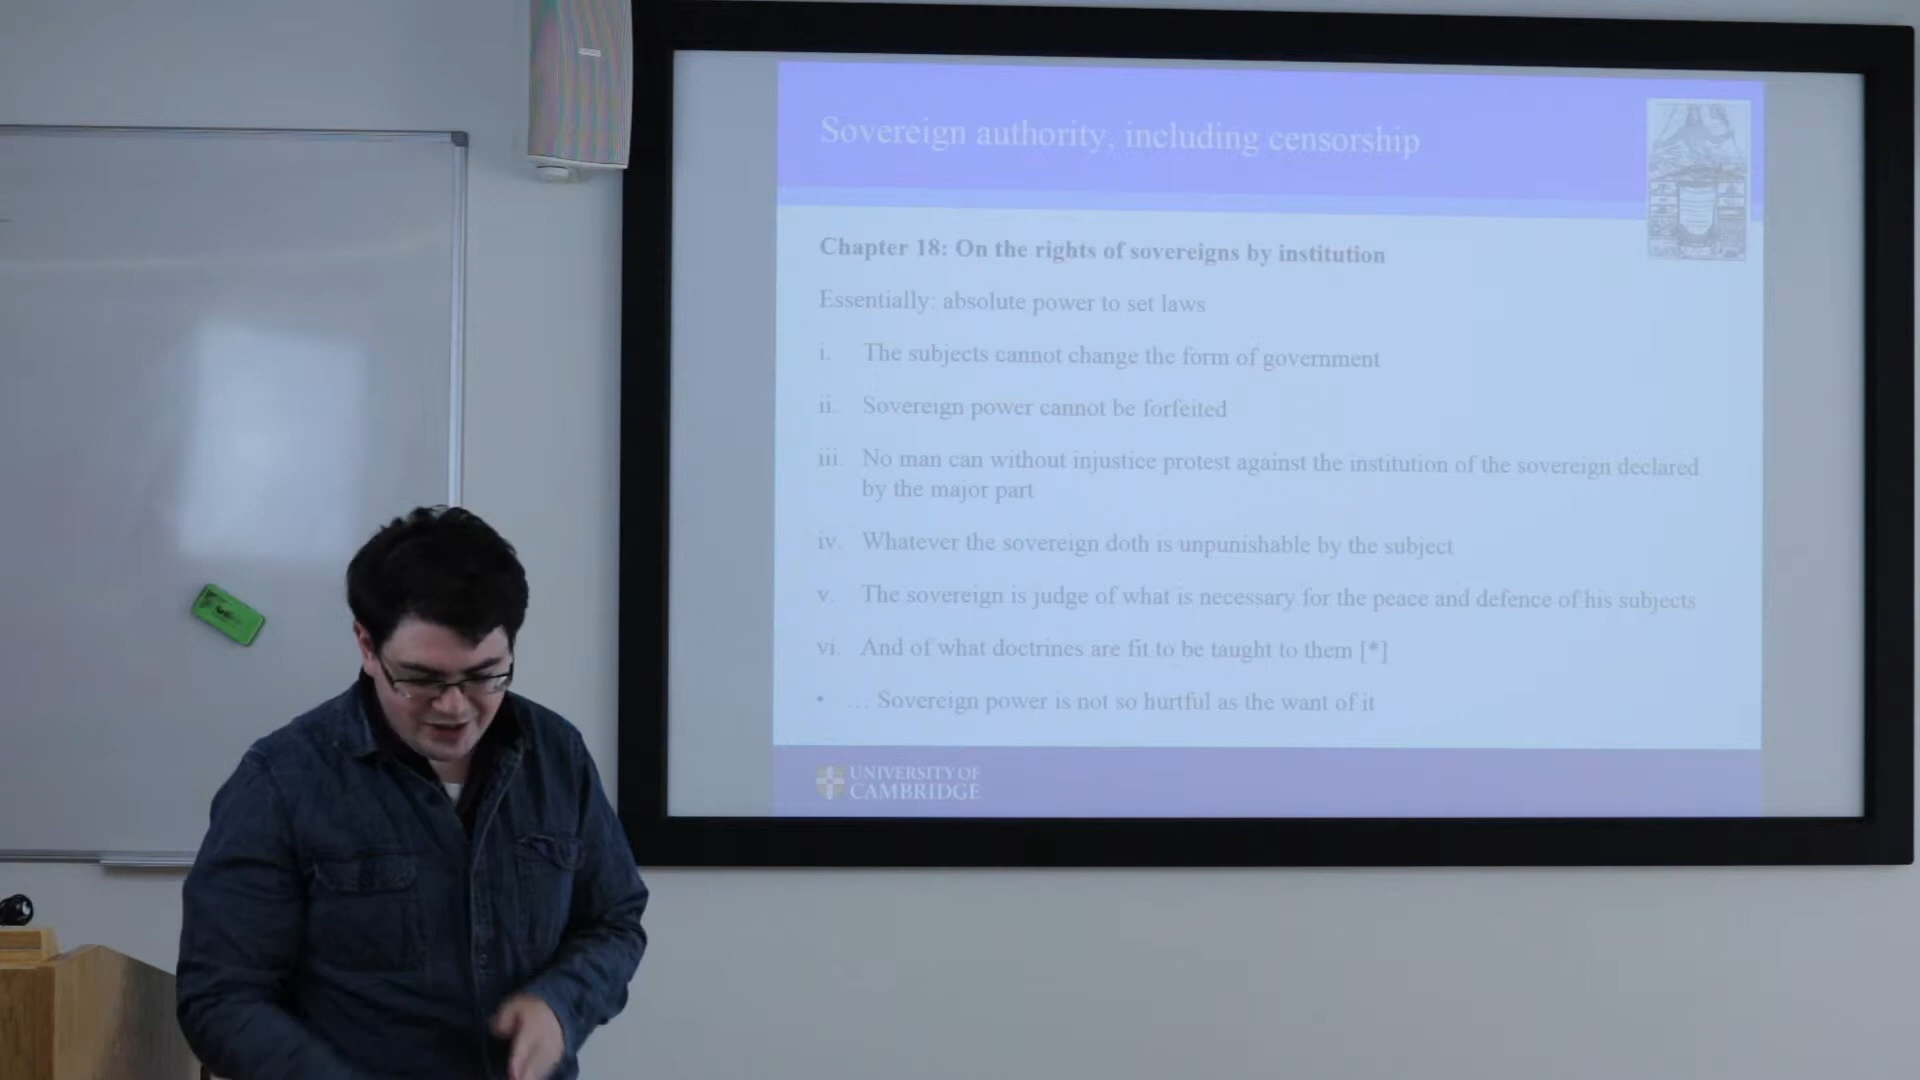 Sovereign authority, including censorship
Chapter 18: On the rights of sovereigns by institution
Essentially: absolute power to set laws
i. The subjects cannot change the form of government
ii. Sovereign power cannot be forfeited
iii. No man can without injustice protest against the institution of the sovereign declared
by the major part
iv. Whatever the sovereign doth is unpunishable by the subject
v. The sovereign is judge of what is necessary for the peace and defence of his subjects
vi. And of what doctrines are fit to be taught to them [*]
• … Sovereign power is not so hurtful as the want of it
UNIVERSITY OF
CAMBRIDGE